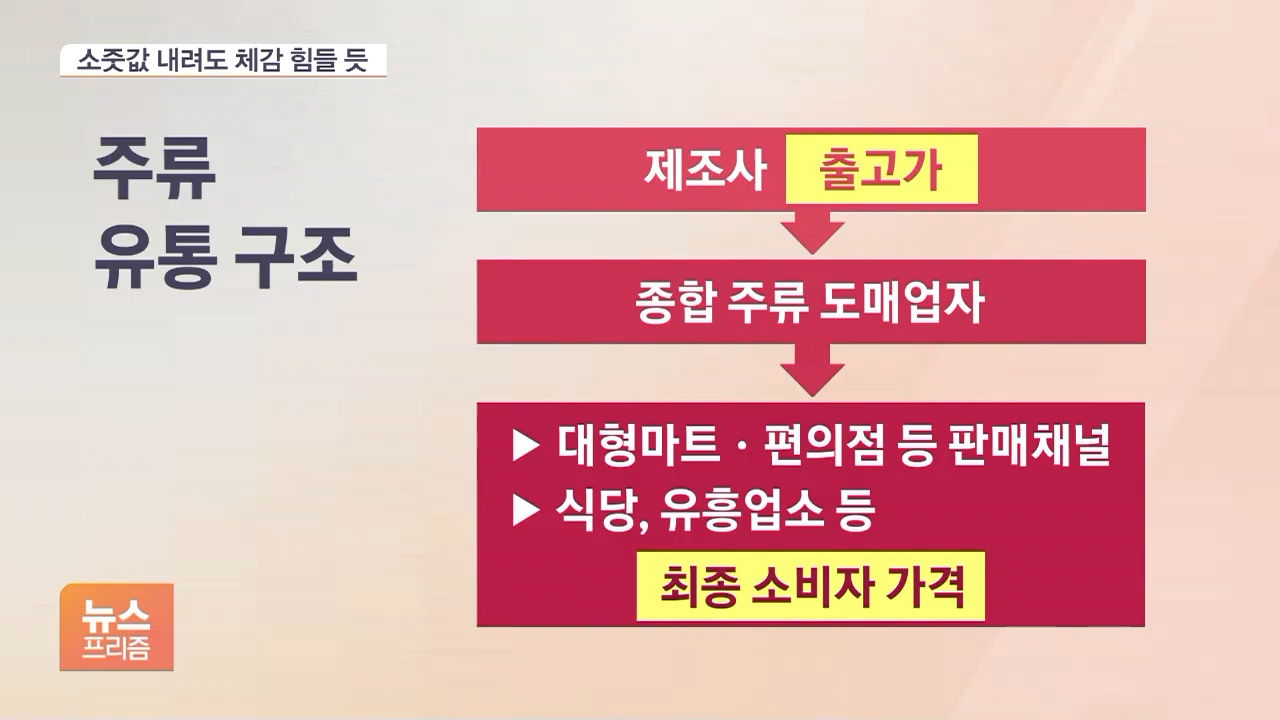 소줏값 내려도 체감 힘들 듯
주류
유통 구조
제조사 출고가
종합 주류 도매업자
▶ 대형마트 · 편의점 등 판매채널
▶ 식당, 유흥업소 등
최종 소비자 가격
뉴스
프리즘